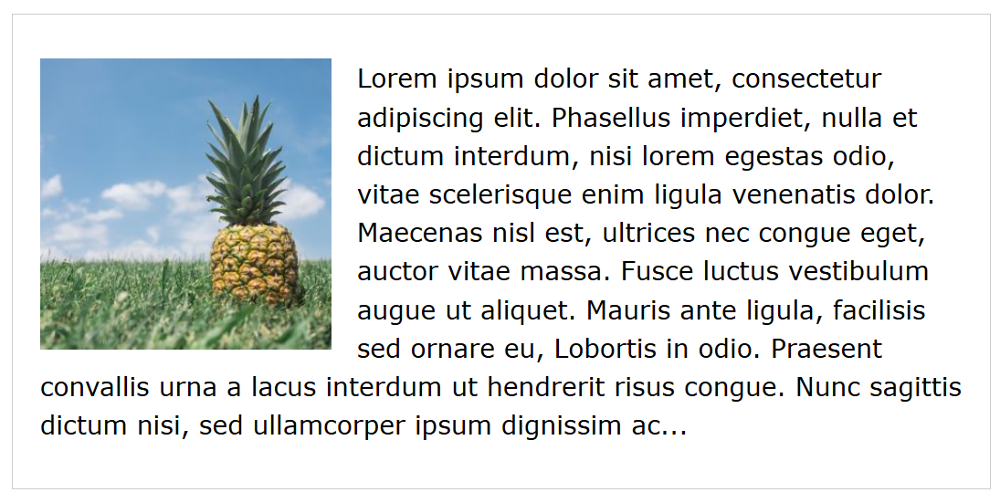 Lorem ipsum dolor sit amet, consectetur
adipiscing elit. Phasellus imperdiet, nulla et
dictum interdum, nisi lorem egestas odio,
vitae scelerisque enim ligula venenatis dolor.
Maecenas nisl est, ultrices nec congue eget,
auctor vitae massa. Fusce luctus vestibulum
augue ut aliquet. Mauris ante ligula, facilisis
sed ornare eu, Lobortis in odio. Praesent
convallis urna a lacus interdum ut hendrerit risus congue. Nunc sagittis
dictum nisi, sed ullamcorper ipsum dignissim ac...